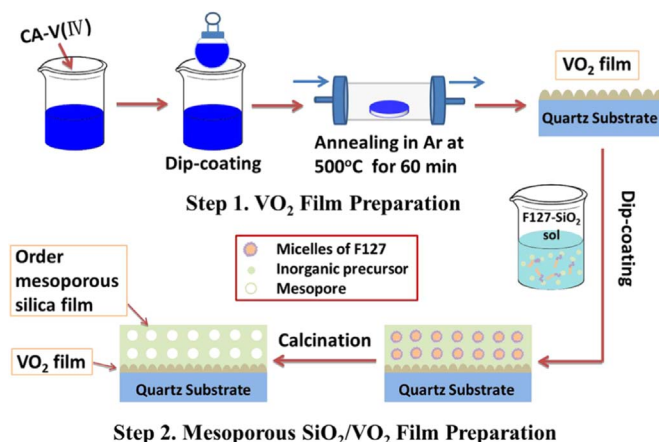 CA-V(IV)
Dip-coating
Annealing in Ar at
500°C for 60 min
VO₂ film
Quartz Substrate
Step 1. VO₂ Film Preparation
Dip-coating
F127-SiO₂
sol
Micelles of F127
Inorganic precursor
Mesopore
Order
mesoporous
silica film
VO₂ film
Quartz Substrate
Calcination
Quartz Substrate
Step 2. Mesoporous SiO₂/VO₂ Film Preparation